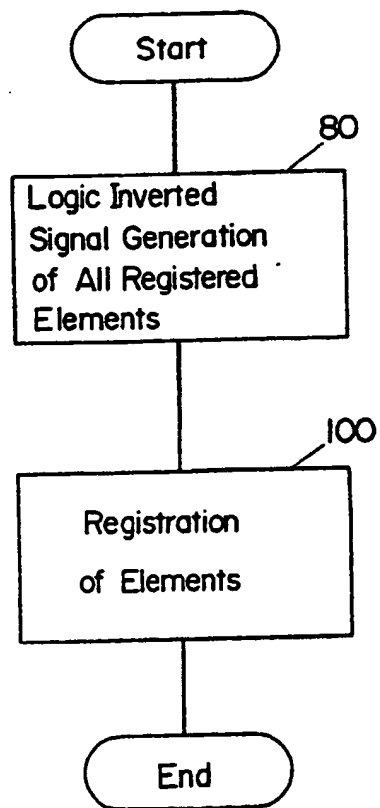 Start
80
Logic Inverted
Signal Generation
of All Registered
Elements
100
Registration
of Elements
End